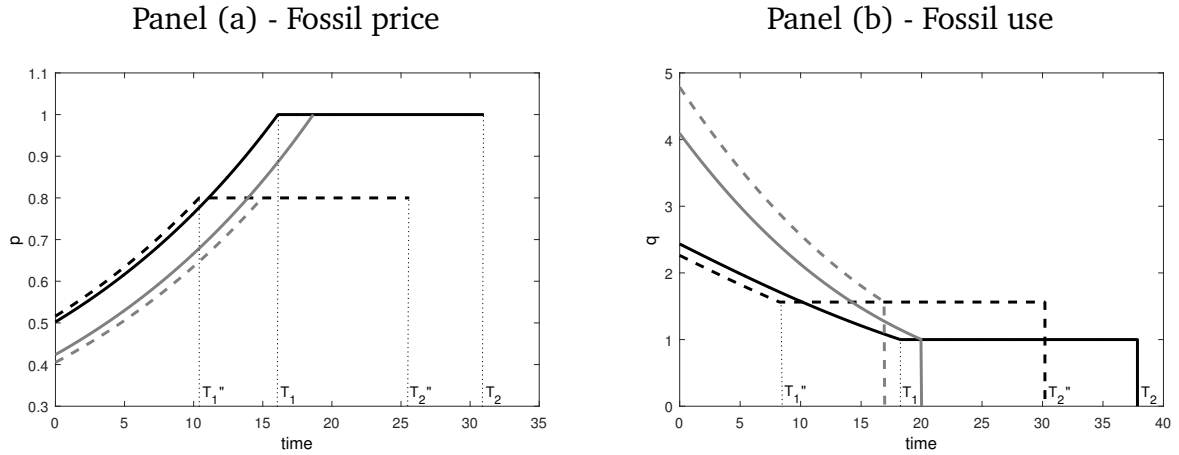 Panel (a) - Fossil price
1.1
1
0.9
0.8
0.7
0.6
0.5
0.4
0.3
p
T1"
T1
T2"
T2
0 5 10 15 20 25 30 35
time
Panel (b) - Fossil use
5
4
3
2
1
0
q
T1"
T1
T2"
T2
0 5 10 15 20 25 30 35 40
time